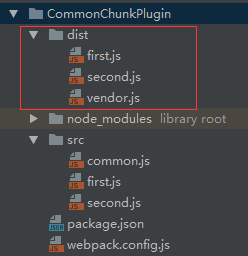 CommonChunkPlugin
dist
first.js
second.js
vendor.js
node_modules library root
src
common.js
first.js
second.js
package.json
webpack.config.js